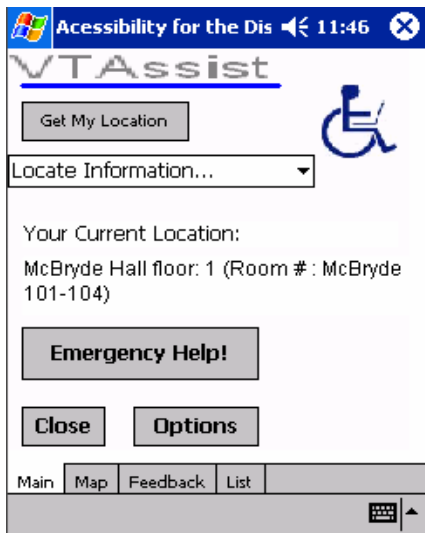 Acessibility for the Dis 11:46
VTAssist
Get My Location
Locate Information...
Your Current Location:
McBryde Hall floor: 1 (Room # : McBryde
101-104)
Emergency Help!
Close Options
Main Map Feedback List